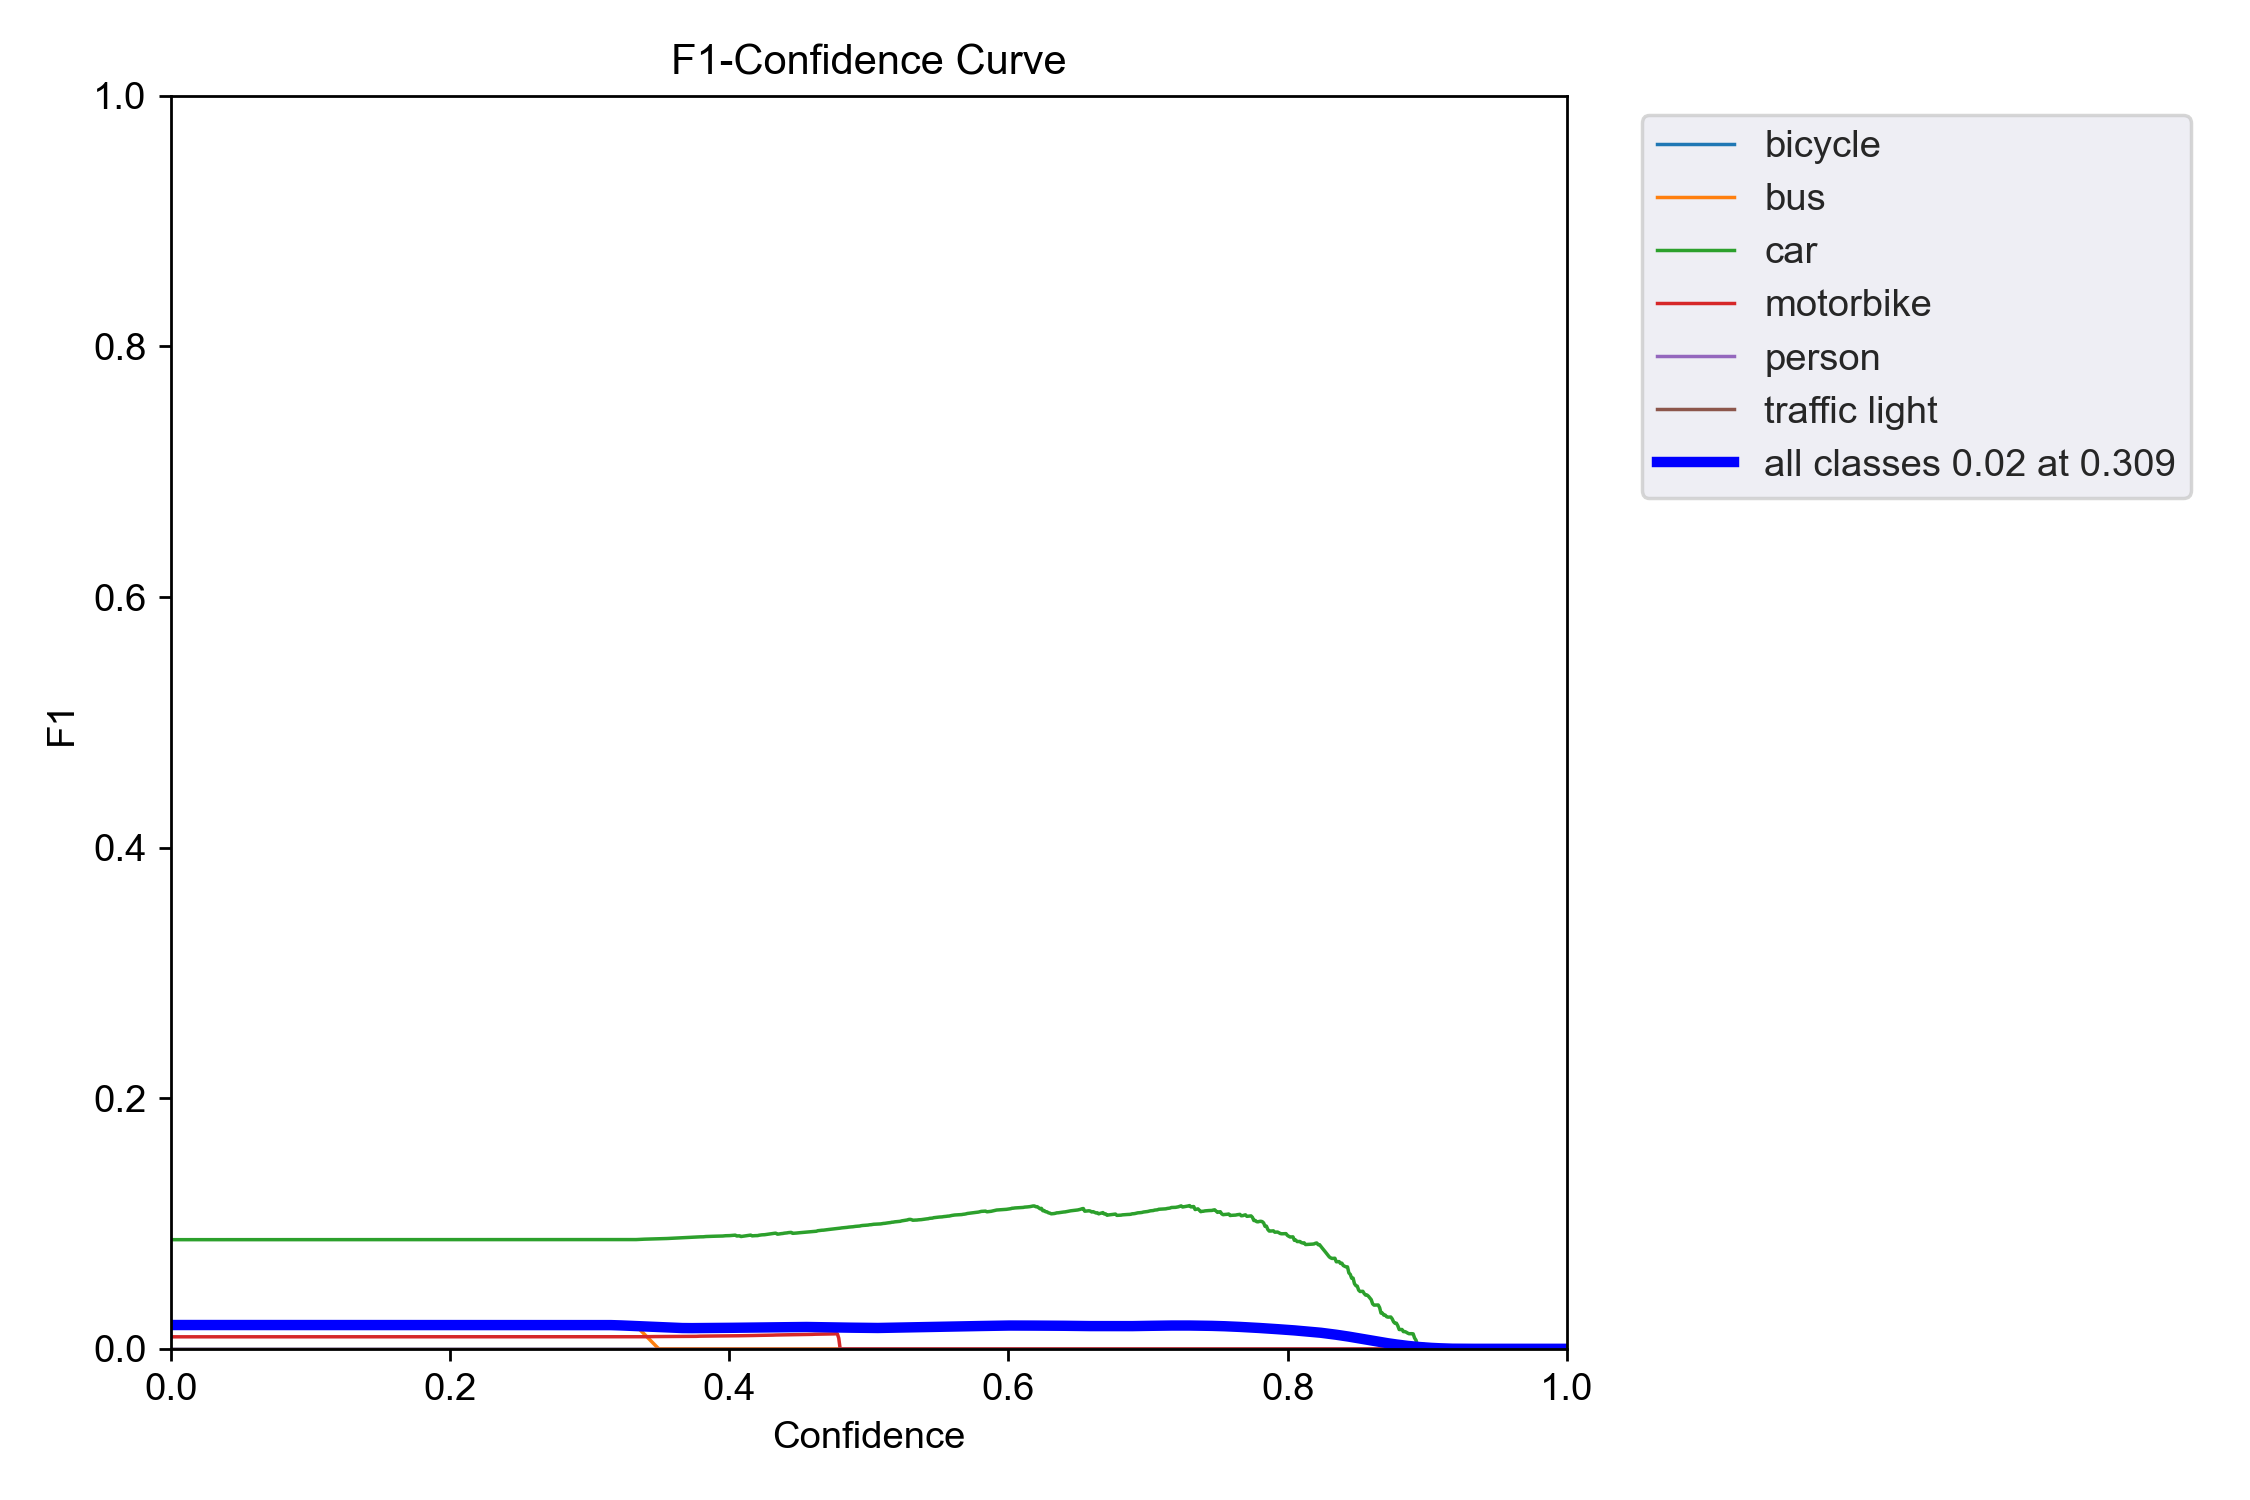 F1-Confidence Curve
1.0
0.8
0.6
0.4
0.2
0.0
F1
0.0 0.2 0.4 0.6 0.8 1.0
Confidence
bicycle
bus
car
motorbike
person
traffic light
all classes 0.02 at 0.309